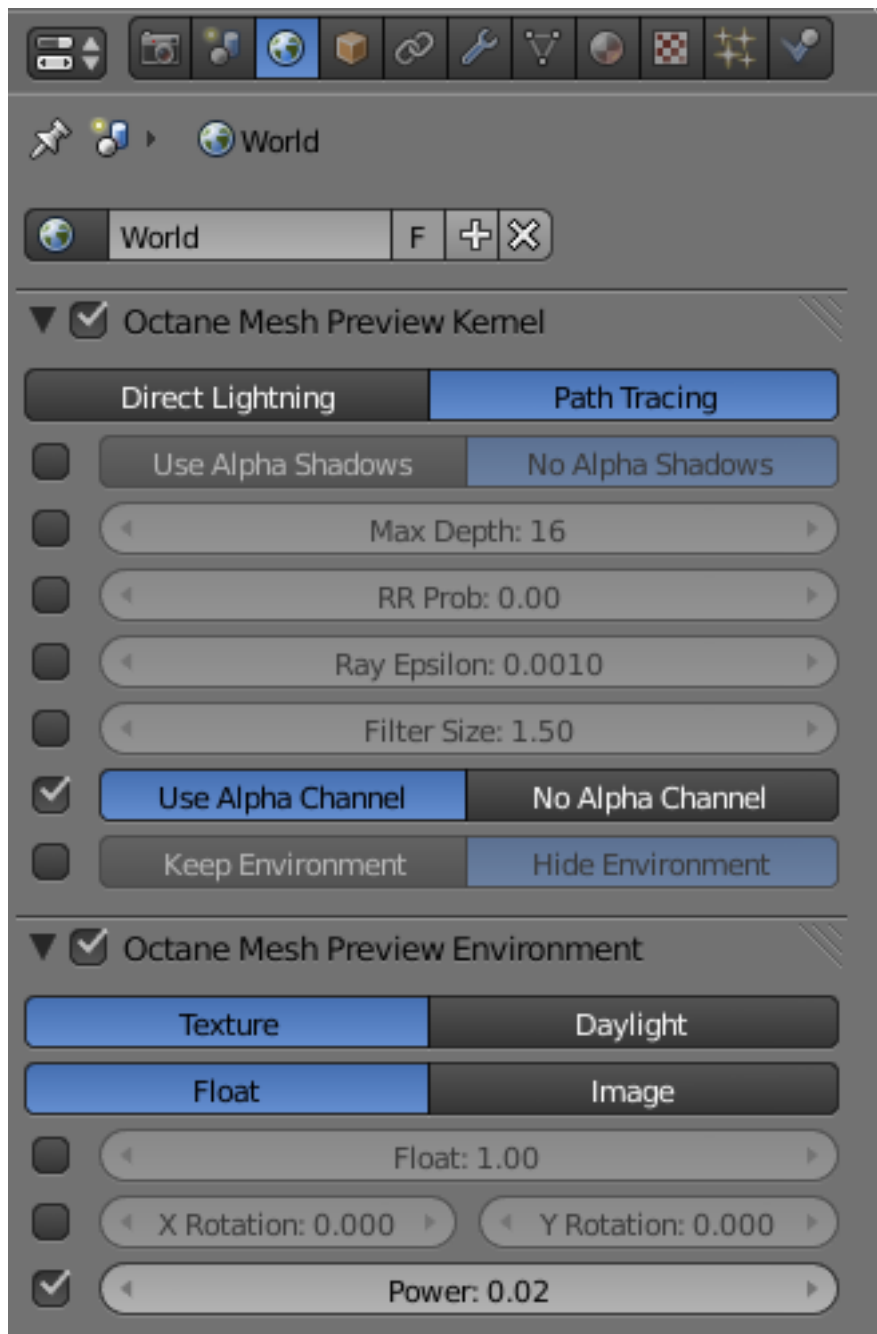 World
World F
Octane Mesh Preview Kernel
Direct Lightning Path Tracing
Use Alpha Shadows No Alpha Shadows
Max Depth: 16
RR Prob: 0.00
Ray Epsilon: 0.0010
Filter Size: 1.50
Use Alpha Channel No Alpha Channel
Keep Environment Hide Environment
Octane Mesh Preview Environment
Texture Daylight
Float Image
Float: 1.00
X Rotation: 0.000 Y Rotation: 0.000
Power: 0.02